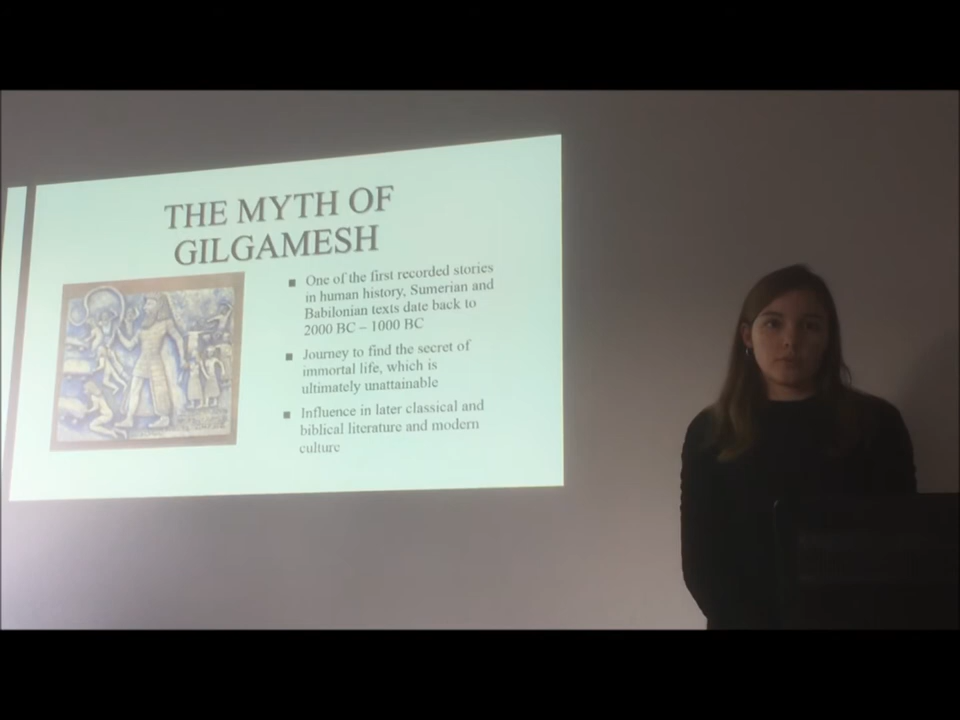 THE MYTH OF
GILGAMESH
■ One of the first recorded stories
in human history, Sumerian and
Babilonian texts date back to
2000 BC – 1000 BC
■ Journey to find the secret of
immortal life, which is
ultimately unattainable
■ Influence in later classical and
biblical literature and modern
culture